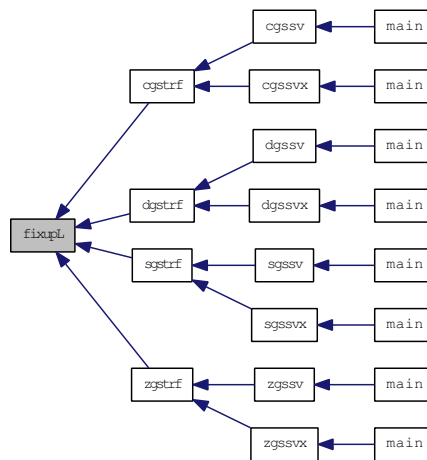 cgssv
main
cgstrf
cgssvx
main
dgssv
main
dgstrf
dgssvx
main
fixupL
sgstrf
sgssv
main
sgssvx
main
zgstrf
zgssv
main
zgssvx
main